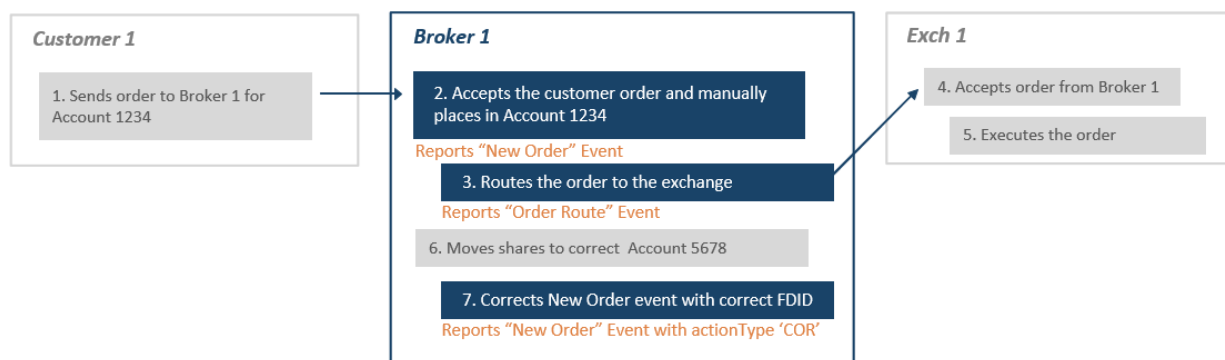 Customer 1
1. Sends order to Broker 1 for
Account 1234
Broker 1
2. Accepts the customer order and manually
places in Account 1234
Reports “New Order” Event
3. Routes the order to the exchange
Reports “Order Route” Event
6. Moves shares to correct Account 5678
7. Corrects New Order event with correct FDID
Reports “New Order” Event with actionType ‘COR’
Exch 1
4. Accepts order from Broker 1
5. Executes the order